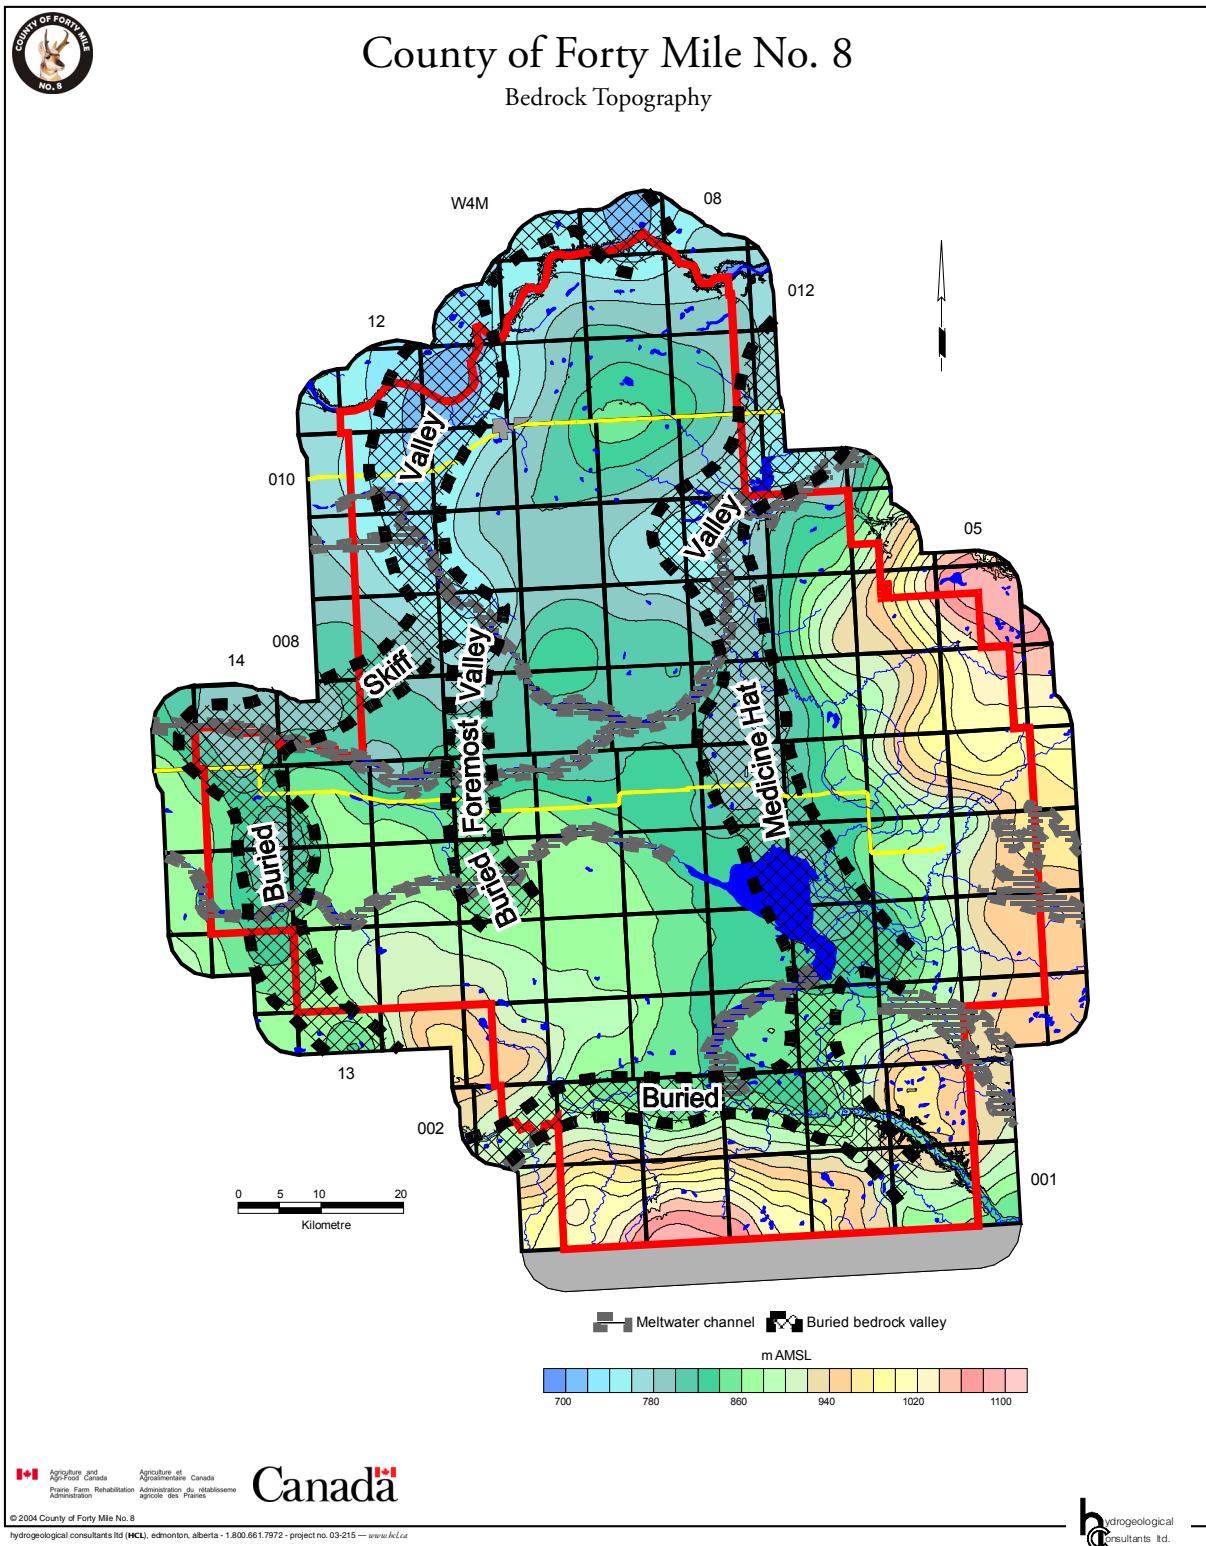 COUNTY OF FORTY MILE
NO. 8
County of Forty Mile No. 8
Bedrock Topography
W4M
08
012
12
010
Valley
Valley
05
008
14
Skiff
Valley
Foremost
Medicine Hat
Buried
Buried
13
Buried
002
001
0 5 10 20
Kilometre
Meltwater channel
Buried bedrock valley
m AMSL
700 780 860 940 1020 1100
Agriculture and
Agri-Food Canada
Agriculture et
Agroalimentaire Canada
Prairie Farm Rehabilitation
Administration
Administration du rétablisseme
agricole des Prairies
Canada
© 2004 County of Forty Mile No. 8
hydrogeological consultants ltd (HCL), edmonton, alberta - 1.800.661.7972 - project no. 03-215 — www.hcl.ca
hydrogeological
consultants ltd.